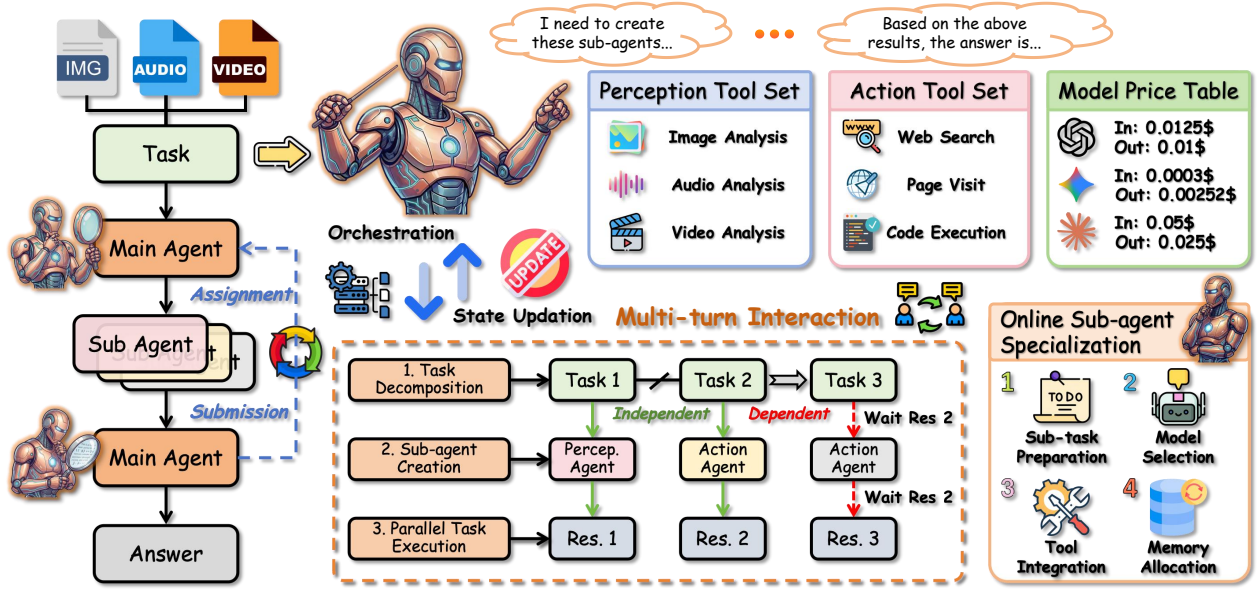 I need to create
these sub-agents...
Based on the above
results, the answer is...
IMG
AUDIO
VIDEO
Task
Main Agent
Assignment
Sub Agent
Submission
Main Agent
Answer
Perception Tool Set
Image Analysis
Audio Analysis
Video Analysis
Action Tool Set
WWW
Web Search
Page Visit
Code Execution
Model Price Table
In: 0.0125$
Out: 0.01$
In: 0.0003$
Out: 0.00252$
In: 0.05$
Out: 0.025$
Orchestration
UPDATE
State Updation
Multi-turn Interaction
1. Task
Decomposition
Task 1
Task 2
Task 3
Independent
Dependent
Wait Res 2
2. Sub-agent
Creation
Percep.
Agent
Action
Agent
Action
Agent
Wait Res 2
3. Parallel Task
Execution
Res. 1
Res. 2
Res. 3
Online Sub-agent
Specialization
1
TO DO
Sub-task
Preparation
2
Model
Selection
3
Tool
Integration
4
Memory
Allocation